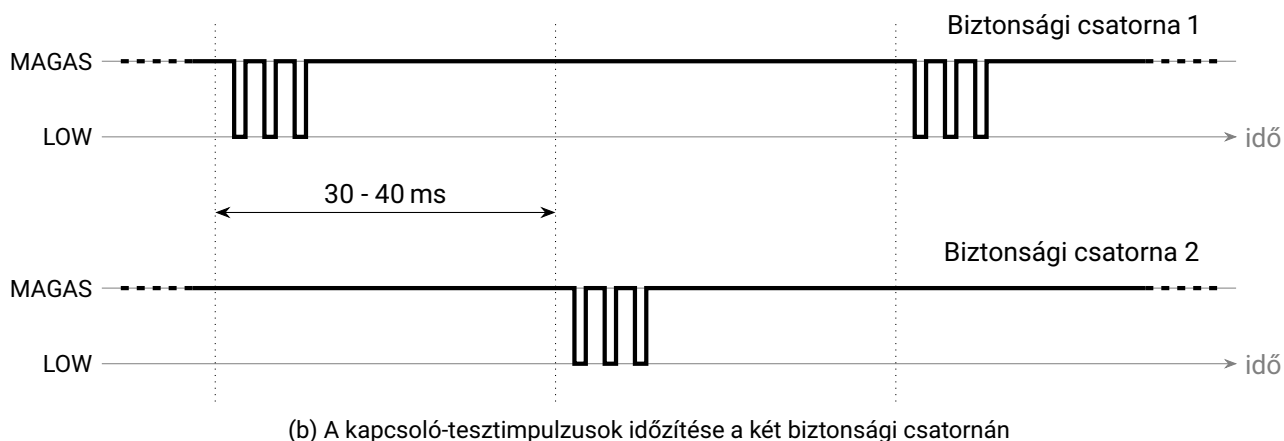 Biztonsági csatorna 1
MAGAS
LOW
idő
30 - 40 ms
Biztonsági csatorna 2
MAGAS
LOW
idő
(b) A kapcsoló-tesztimpulzusok időzítése a két biztonsági csatornán